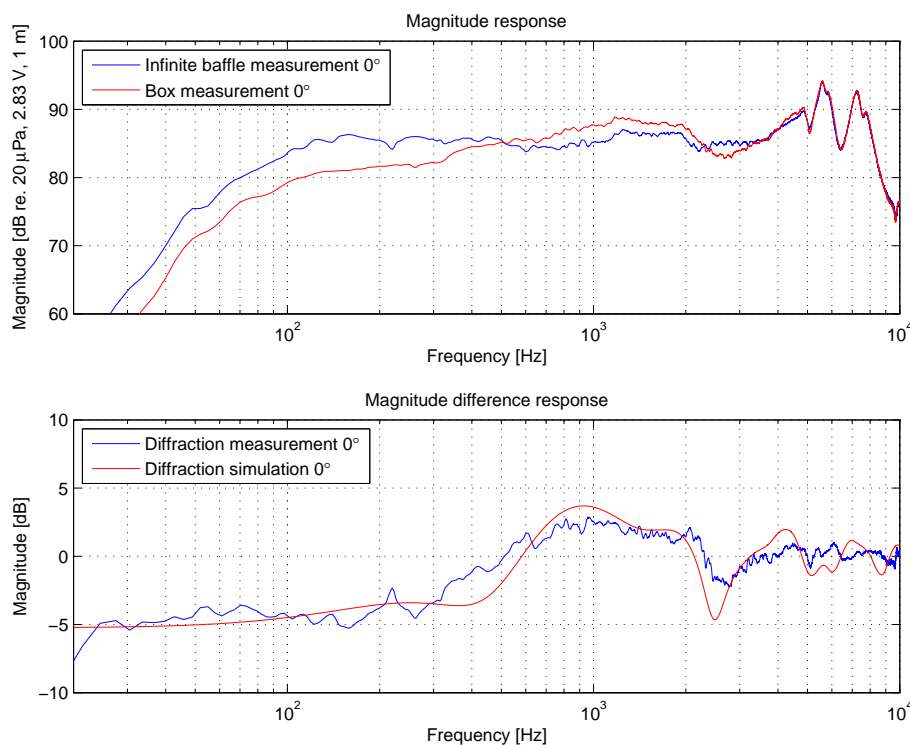 Magnitude response
Magnitude [dB re. 20 μPa, 2.83 V, 1 m]
100
90
80
70
60
Infinite baffle measurement 0°
Box measurement 0°
10² 10³ 10⁴
Frequency [Hz]
Magnitude difference response
Magnitude [dB]
10
5
0
−5
−10
Diffraction measurement 0°
Diffraction simulation 0°
10² 10³ 10⁴
Frequency [Hz]